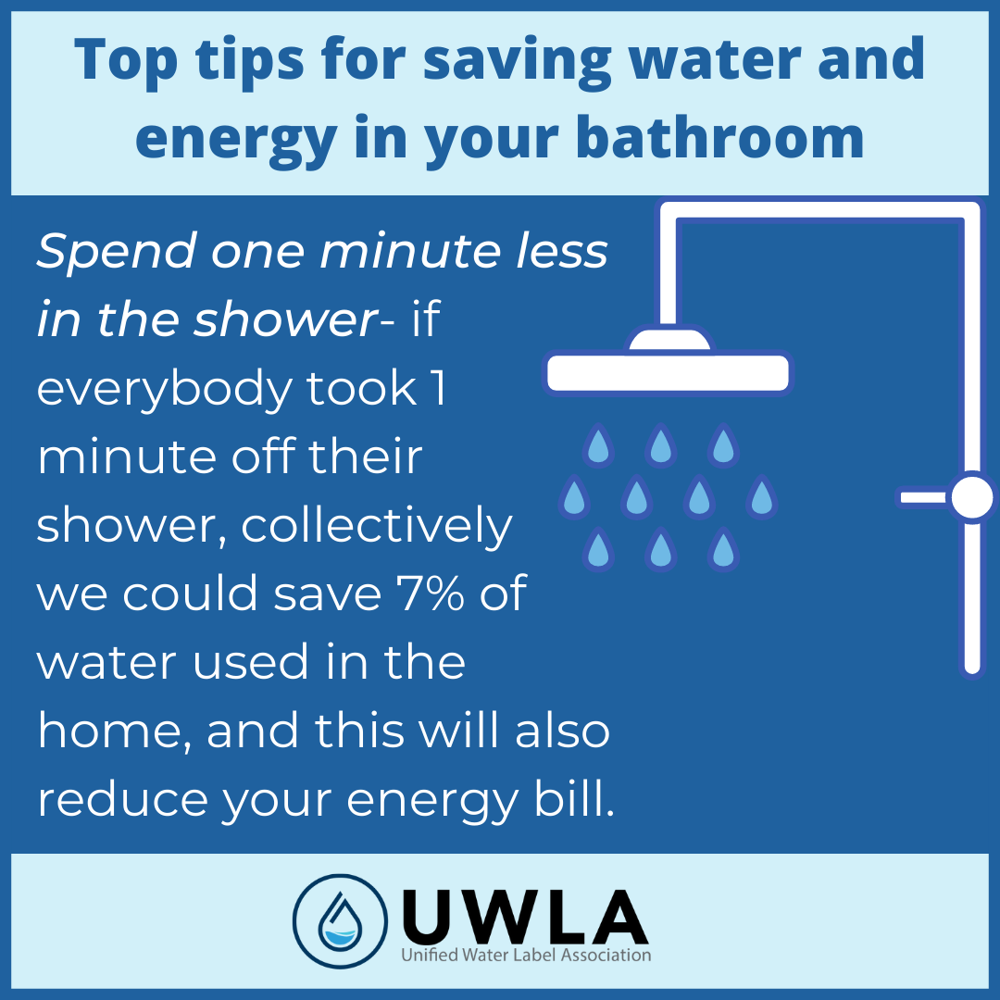 Top tips for saving water and
energy in your bathroom
Spend one minute less
in the shower- if
everybody took 1
minute off their
shower, collectively
we could save 7% of
water used in the
home, and this will also
reduce your energy bill.
UWLA
Unified Water Label Association